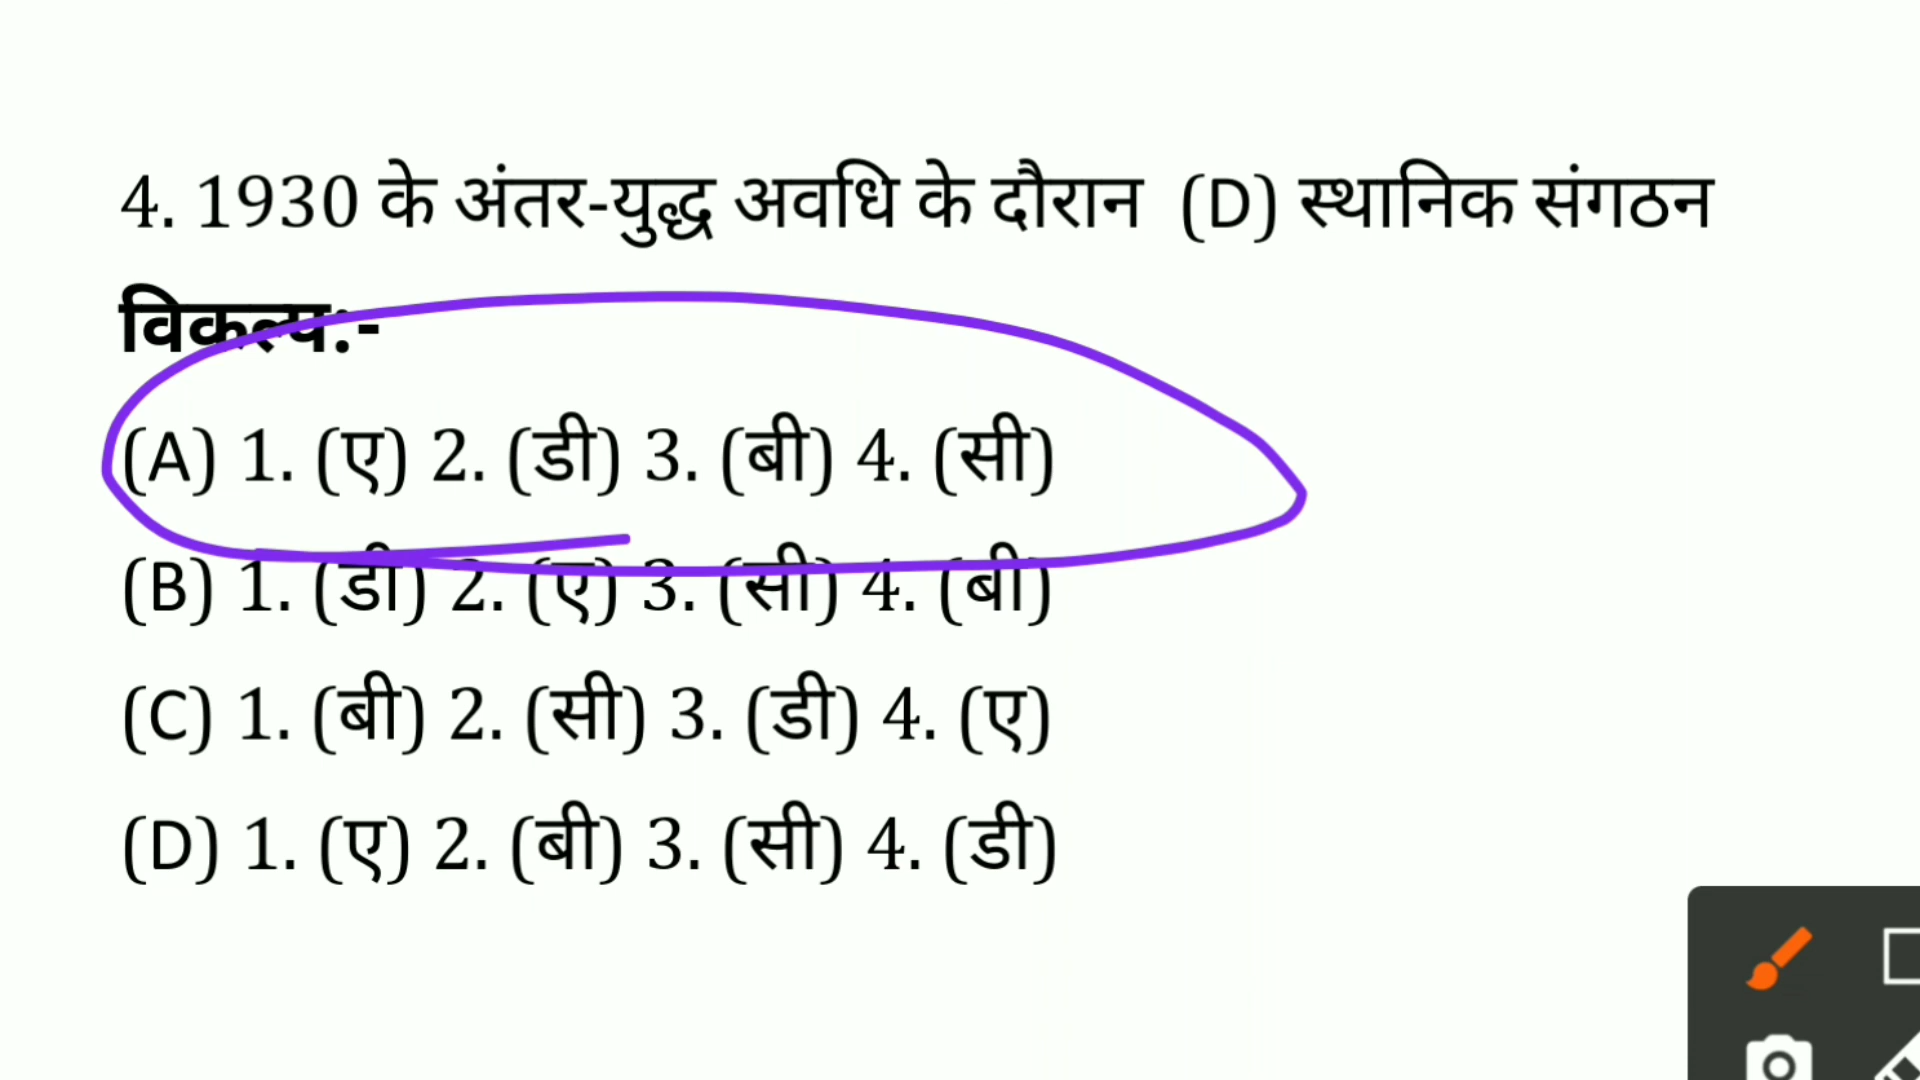 4. 1930 के अंतर-युद्ध अवधि के दौरान (D) स्थानिक संगठन
विकल्प:-
(A) 1. (ए) 2. (डी) 3. (बी) 4. (सी)
(B) 1. (डी) 2. (ए) 3. (सी) 4. (बी)
(C) 1. (बी) 2. (सी) 3. (डी) 4. (ए)
(D) 1. (ए) 2. (बी) 3. (सी) 4. (डी)